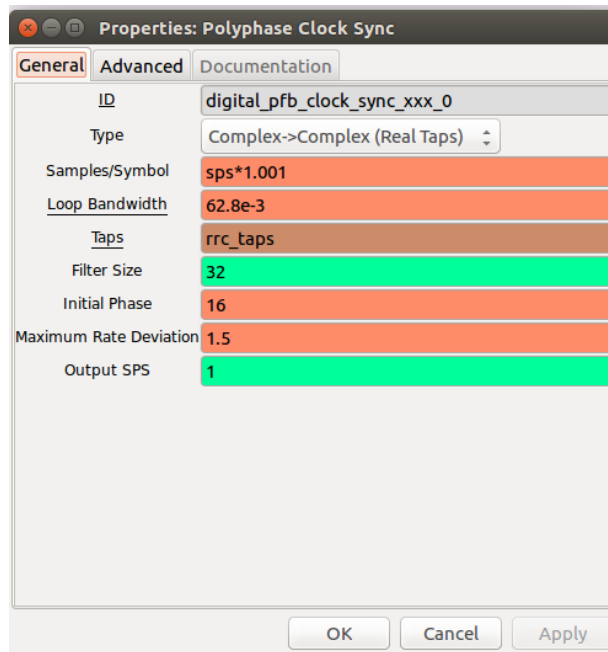 Properties: Polyphase Clock Sync
General Advanced Documentation
ID digital_pfb_clock_sync_xxx_0
Type Complex->Complex (Real Taps)
Samples/Symbol sps*1.001
Loop Bandwidth 62.8e-3
Taps rrc_taps
Filter Size 32
Initial Phase 16
Maximum Rate Deviation 1.5
Output SPS 1
OK Cancel Apply